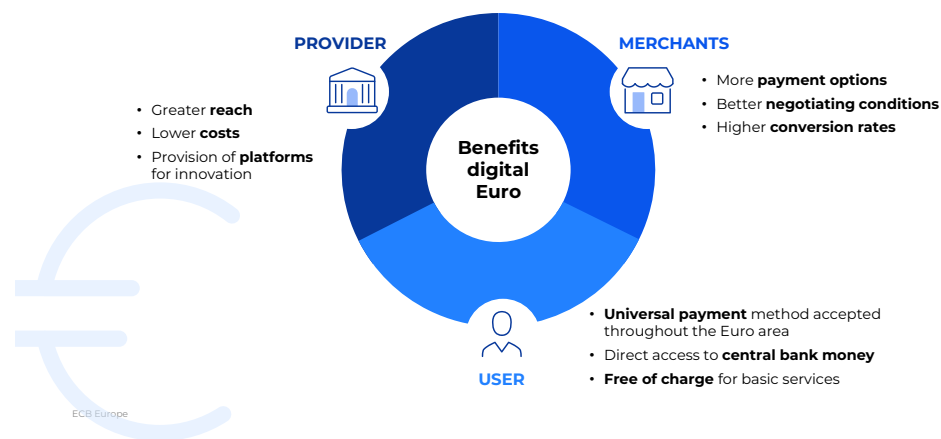 PROVIDER
• Greater reach
• Lower costs
• Provision of platforms
for innovation
MERCHANTS
• More payment options
• Better negotiating conditions
• Higher conversion rates
Benefits
digital
Euro
USER
• Universal payment method accepted
throughout the Euro area
• Direct access to central bank money
• Free of charge for basic services
ECB Europe